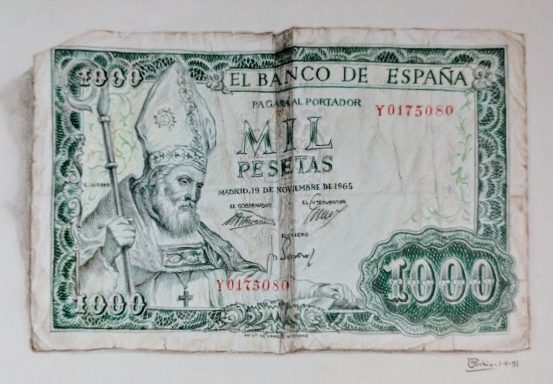 1000
EL BANCO DE ESPAÑA
PAGARA AL PORTADOR
Y0175080
MIL
PESETAS
S. ISIDORO
MADRID, 19 DE NOVIEMBRE DE 1965
EL GOBERNADOR
EL INTERVENTOR
EL CAJERO
Y0175080
1000
1000